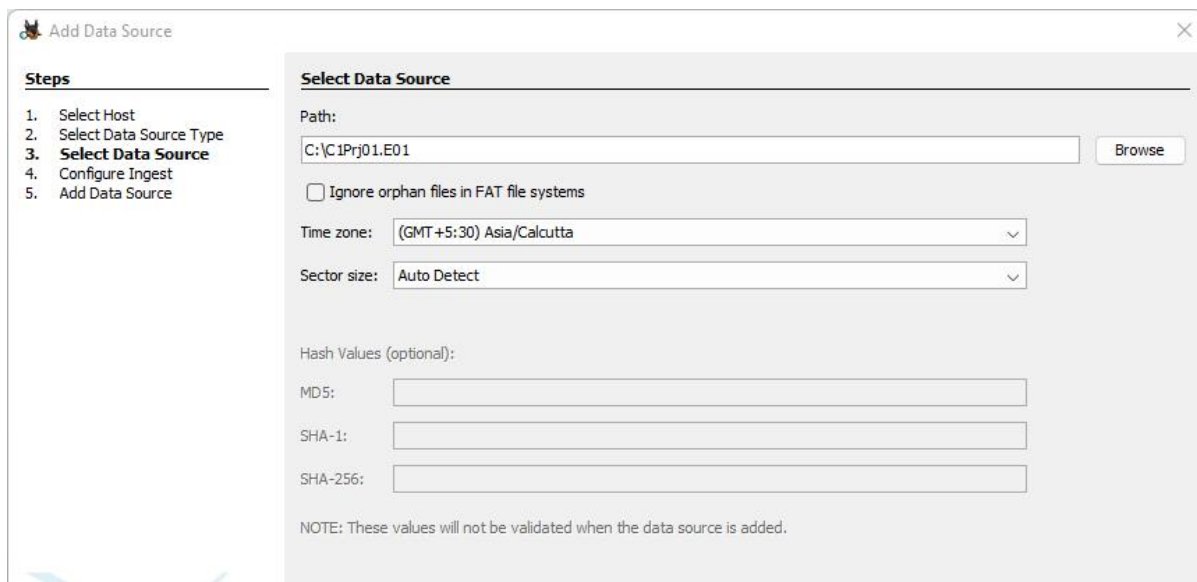 Add Data Source
Steps
1. Select Host
2. Select Data Source Type
3. Select Data Source
4. Configure Ingest
5. Add Data Source
Select Data Source
Path:
C:\C1Prj01.E01
Browse
Ignore orphan files in FAT file systems
Time zone: (GMT+5:30) Asia/Calcutta
Sector size: Auto Detect
Hash Values (optional):
MD5:
SHA-1:
SHA-256:
NOTE: These values will not be validated when the data source is added.